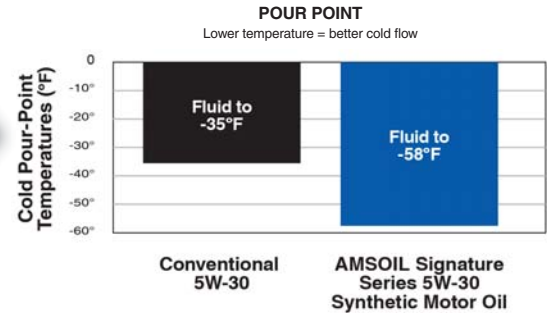 POUR POINT
Lower temperature = better cold flow
Cold Pour-Point
Temperatures (°F)
0
-10°
-20°
-30°
-40°
-50°
-60°
Fluid to
-35°F
Fluid to
-58°F
Conventional
5W-30
AMSOIL Signature
Series 5W-30
Synthetic Motor Oil